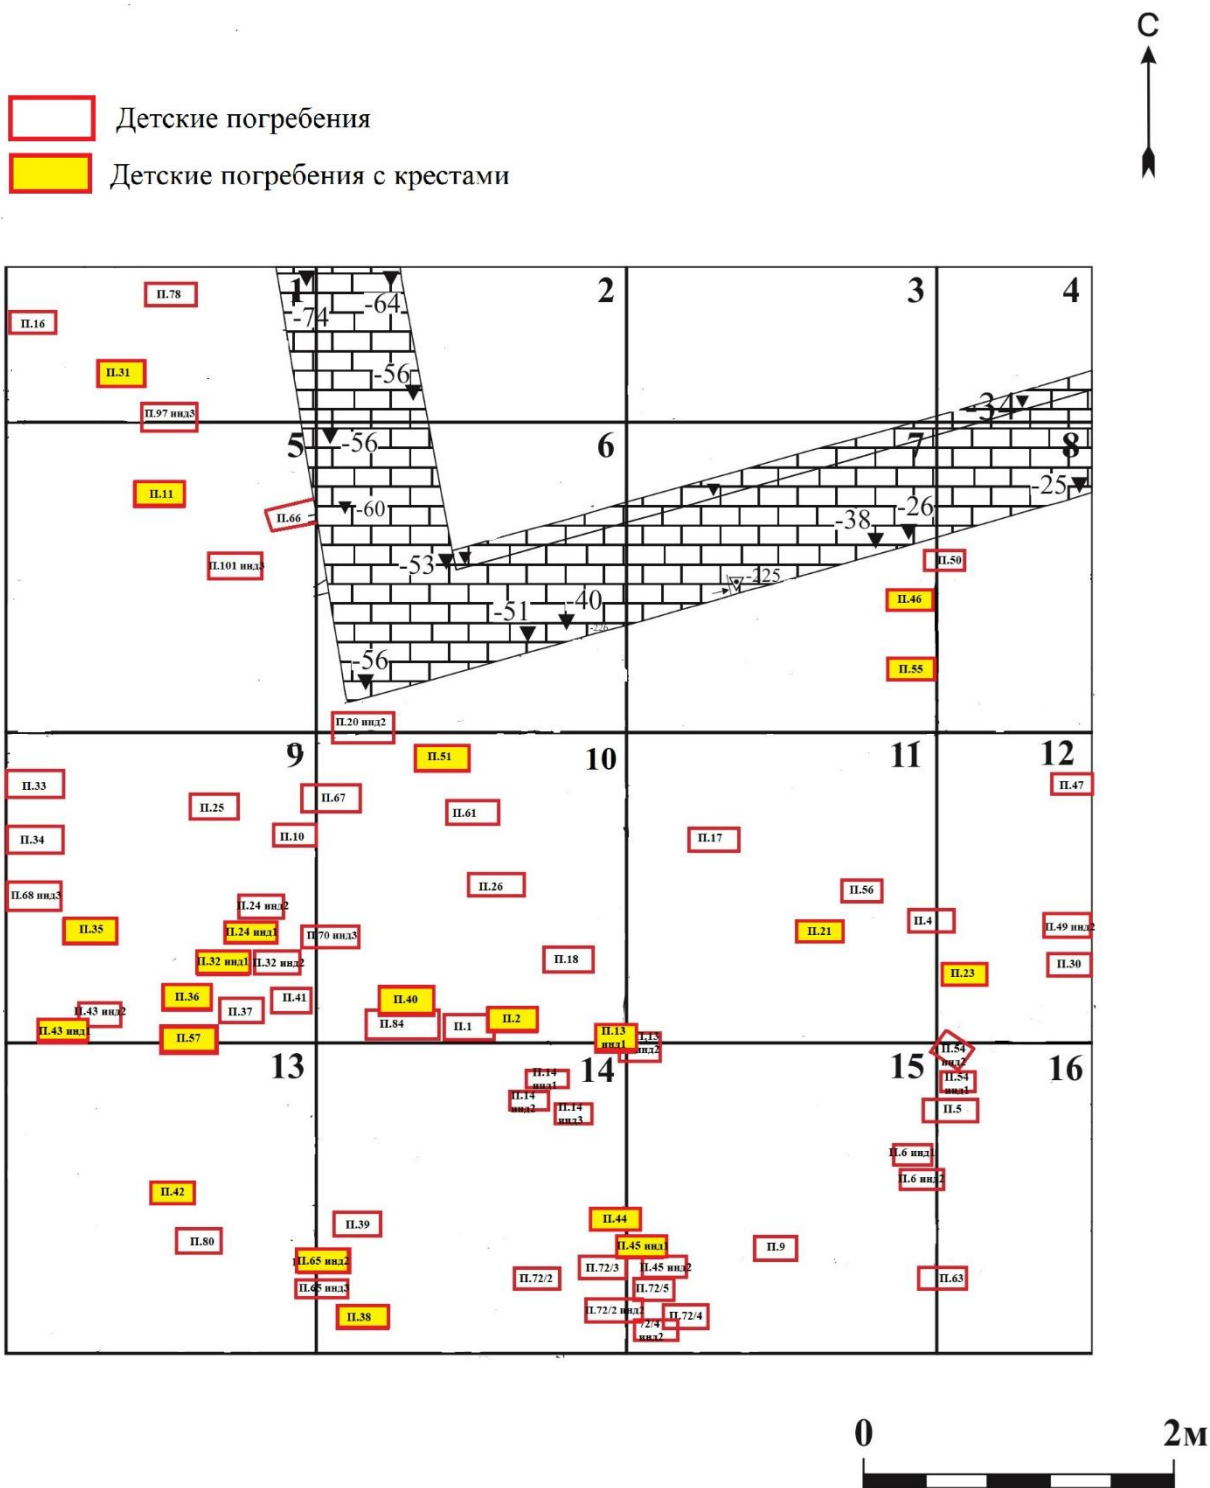 С
Детские погребения
Детские погребения с крестами
1
2
3
4
-74
-64
П.78
П.16
П.31
-56
-34
П.97 инд3
5
6
7
8
-56
-25
П.11
П.66
-60
-38
-26
П.101 инд3
-53
П.50
-225
П.46
-51
-40
-226
-56
П.55
П.20 инд2
9
10
11
12
П.51
П.33
П.25
П.67
П.61
П.47
П.34
П.10
П.17
П.68 инд3
П.26
П.56
П.24 инд2
П.35
П.24 инд1
П.70 инд3
П.21
П.4
П.49 инд2
П.32 инд1
П.32 инд2
П.18
П.23
П.30
П.36
П.41
П.40
П.43 инд2
П.37
П.84
П.1
П.2
П.43 инд1
П.57
П.13
инд1
П.13
инд2
13
14
15
16
П.54
инд2
П.14
инд1
П.54
инд1
П.14
инд2
П.14
инд3
П.5
П.6 инд1
П.6 инд2
П.42
П.44
П.39
П.80
П.45 инд1
П.9
П.65 инд2
П.72/3
П.45 инд2
П.65 инд3
П.72/2
П.72/5
П.63
П.38
П.72/2 инд2
П.72/4
72/4
инд2
0
2м